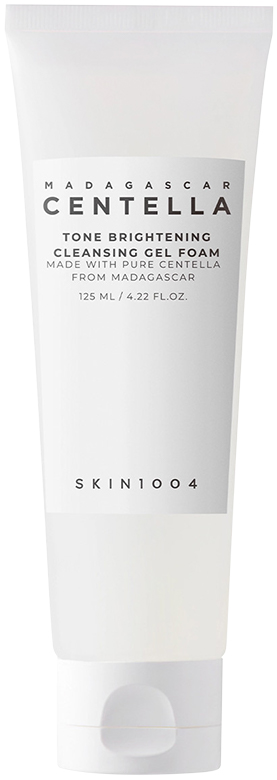 MADAGASCAR
CENTELLA
TONE BRIGHTENING
CLEANSING GEL FOAM
MADE WITH PURE CENTELLA
FROM MADAGASCAR
125 ML / 4.22 FL.OZ.
SKIN1004